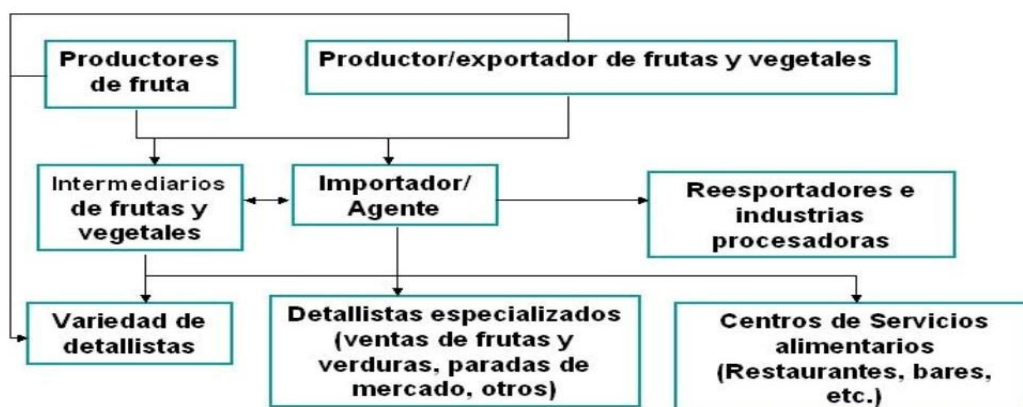 Productores
de fruta
Productor/exportador de frutas y vegetales
Intermediarios
de frutas y
vegetales
Importador/
Agente
Reesportadores e
industrias
procesadoras
Variedad de
detallistas
Detallistas especializados
(ventas de frutas y
verduras, paradas de
mercado, otros)
Centros de Servicios
alimentarios
(Restaurantes, bares,
etc.)